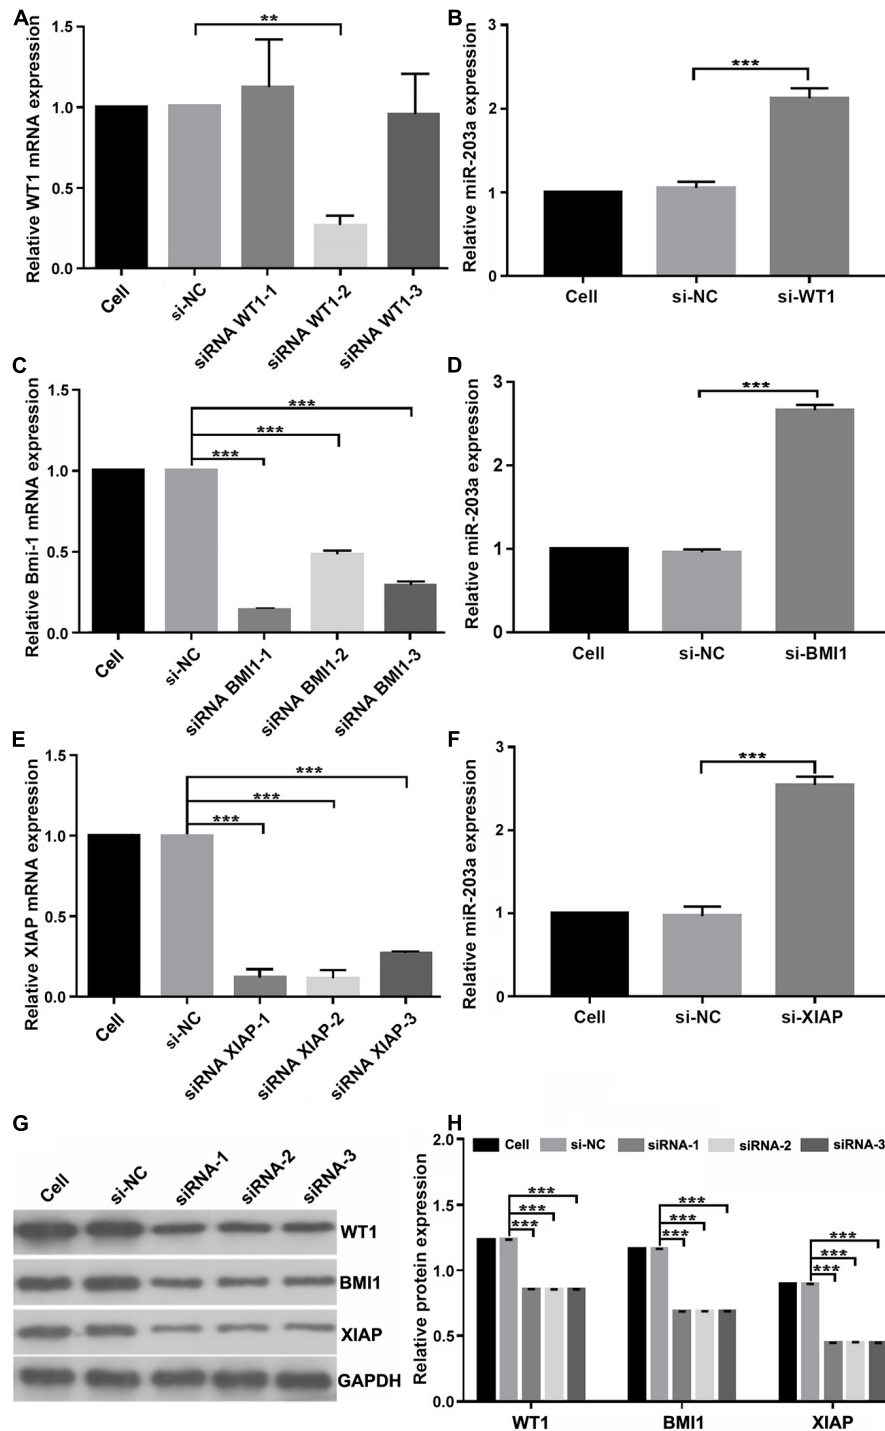 A
Relative WT1 mRNA expression
1.5
1.0
0.5
0.0
**
Cell
si-NC
siRNA WT1-1
siRNA WT1-2
siRNA WT1-3
B
Relative miR-203a expression
3
2
1
0
***
Cell
si-NC
si-WT1
C
Relative Bmi-1 mRNA expression
1.5
1.0
0.5
0.0
***
***
***
Cell
si-NC
siRNA BMI1-1
siRNA BMI1-2
siRNA BMI1-3
D
Relative miR-203a expression
3
2
1
0
***
Cell
si-NC
si-BMI1
E
Relative XIAP mRNA expression
1.5
1.0
0.5
0.0
***
***
***
Cell
si-NC
siRNA XIAP-1
siRNA XIAP-2
siRNA XIAP-3
F
Relative miR-203a expression
3
2
1
0
***
Cell
si-NC
si-XIAP
G
Cell
si-NC
siRNA-1
siRNA-2
siRNA-3
WT1
BMI1
XIAP
GAPDH
H
Relative protein expression
2.0
1.5
1.0
0.5
0.0
Cell si-NC siRNA-1 siRNA-2 siRNA-3
***
***
***
***
***
***
***
***
***
WT1
BMI1
XIAP